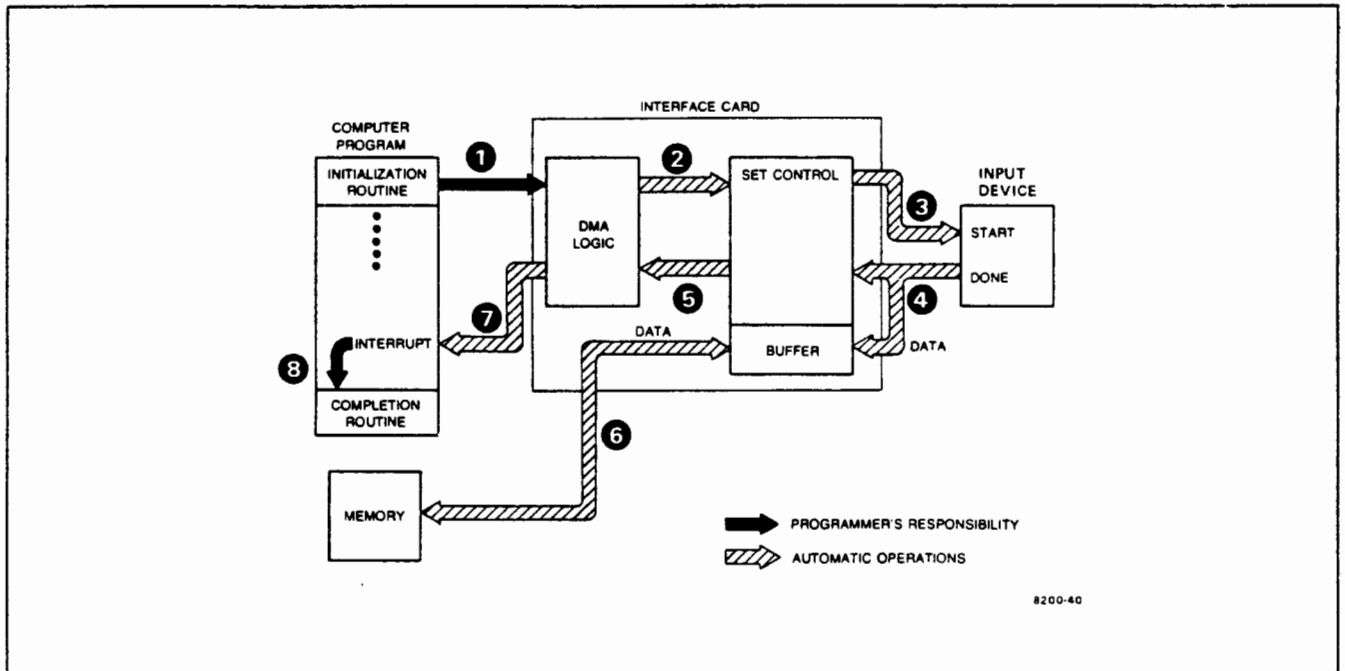 INTERFACE CARD
COMPUTER
PROGRAM
1
2
INITIALIZATION
ROUTINE
SET CONTROL
INPUT
DEVICE
3
DMA
LOGIC
START
DONE
5
4
7
DATA
INTERRUPT
BUFFER
DATA
8
COMPLETION
ROUTINE
6
MEMORY
PROGRAMMER'S RESPONSIBILITY
AUTOMATIC OPERATIONS
8200-40